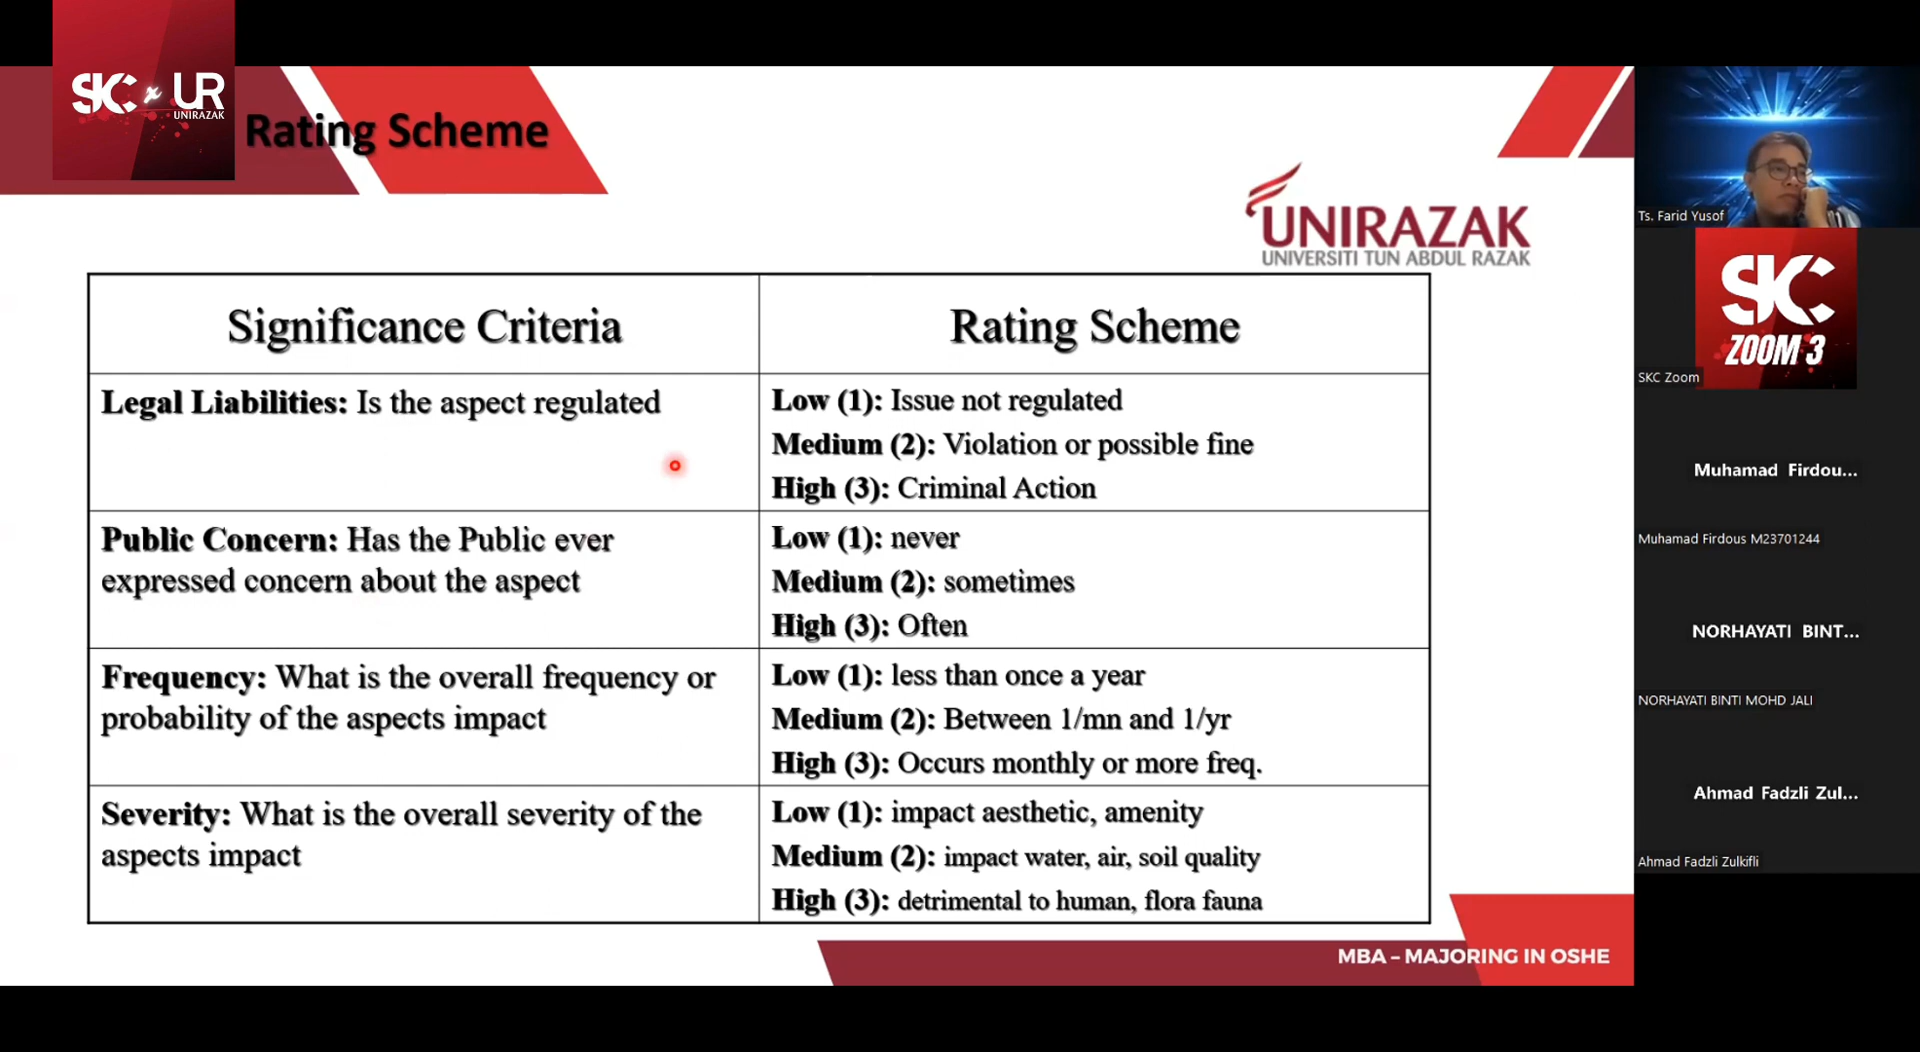 SKC x UR
UNIRAZAK
Rating Scheme
UNIRAZAK
UNIVERSITI TUN ABDUL RAZAK
Significance Criteria
Rating Scheme
Legal Liabilities: Is the aspect regulated
Low (1): Issue not regulated
Medium (2): Violation or possible fine
High (3): Criminal Action
Public Concern: Has the Public ever
expressed concern about the aspect
Low (1): never
Medium (2): sometimes
High (3): Often
Frequency: What is the overall frequency or
probability of the aspects impact
Low (1): less than once a year
Medium (2): Between 1/mn and 1/yr
High (3): Occurs monthly or more freq.
Severity: What is the overall severity of the
aspects impact
Low (1): impact aesthetic, amenity
Medium (2): impact water, air, soil quality
High (3): detrimental to human, flora fauna
MBA – MAJORING IN OSHE
Ts. Farid Yusof
SKC
ZOOM 3
SKC Zoom
Muhamad Firdou...
Muhamad Firdous M23701244
NORHAYATI BINT...
NORHAYATI BINTI MOHD JALI
Ahmad Fadzli Zul...
Ahmad Fadzli Zulkifli